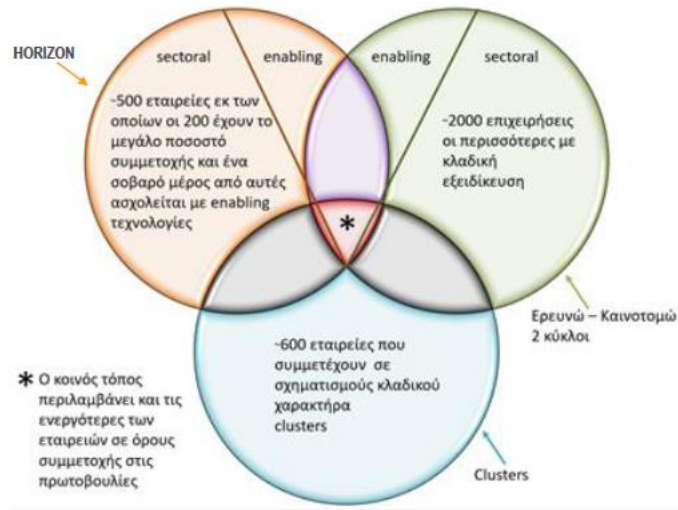 HORIZON
sectoral
enabling
enabling
sectoral
~500 εταιρείες εκ των
οποίων οι 200 έχουν το
μεγάλο ποσοστό
συμμετοχής και ένα
σοβαρό μέρος από αυτές
ασχολείται με enabling
τεχνολογίες
~2000 επιχειρήσεις
οι περισσότερες με
κλαδική
εξειδίκευση
*
Ερευνώ – Καινοτομώ
2 κύκλοι
~600 εταιρείες που
συμμετέχουν σε
σχηματισμούς κλαδικού
χαρακτήρα
clusters
* Ο κοινός τόπος
περιλαμβάνει και τις
ενεργότερες των
εταιρειών σε όρους
συμμετοχής στις
πρωτοβουλίες
Clusters